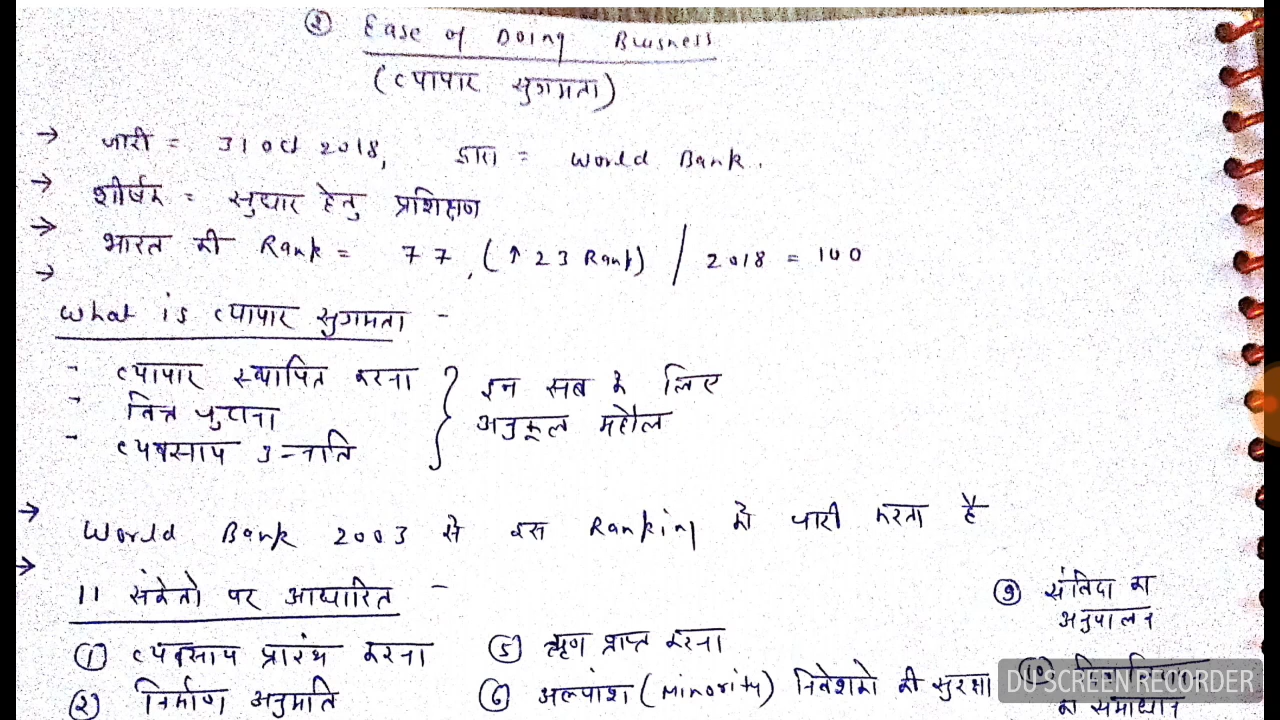 ② Ease of Doing Business
(व्यापार सुगमता)
→ जारी = 31 Oct 2018, द्वारा = World Bank.
→ शीर्षक = सुधार हेतु प्रशिक्षण
→ भारत की Rank = 77, (↑ 23 Rank) / 2018 = 100
→
What is व्यापार सुगमता -
- व्यापार स्थापित करना
- वित्त जुटाना
- व्यवसाय उन्नति
} इन सब के लिए
अनुकूल महौल
→ World Bank 2003 से इस Ranking को जारी करता है
→ 11 संकेतो पर आधारित -
① व्यवसाय प्रारंभ करना
② निर्माण अनुमति
⑤ ऋण प्राप्त करना
⑥ अल्पांश (Minority) निवेशको की सुरक्षा
⑨ संविदा का
अनुपालन
⑩
का समाधान
DU SCREEN RECORDER